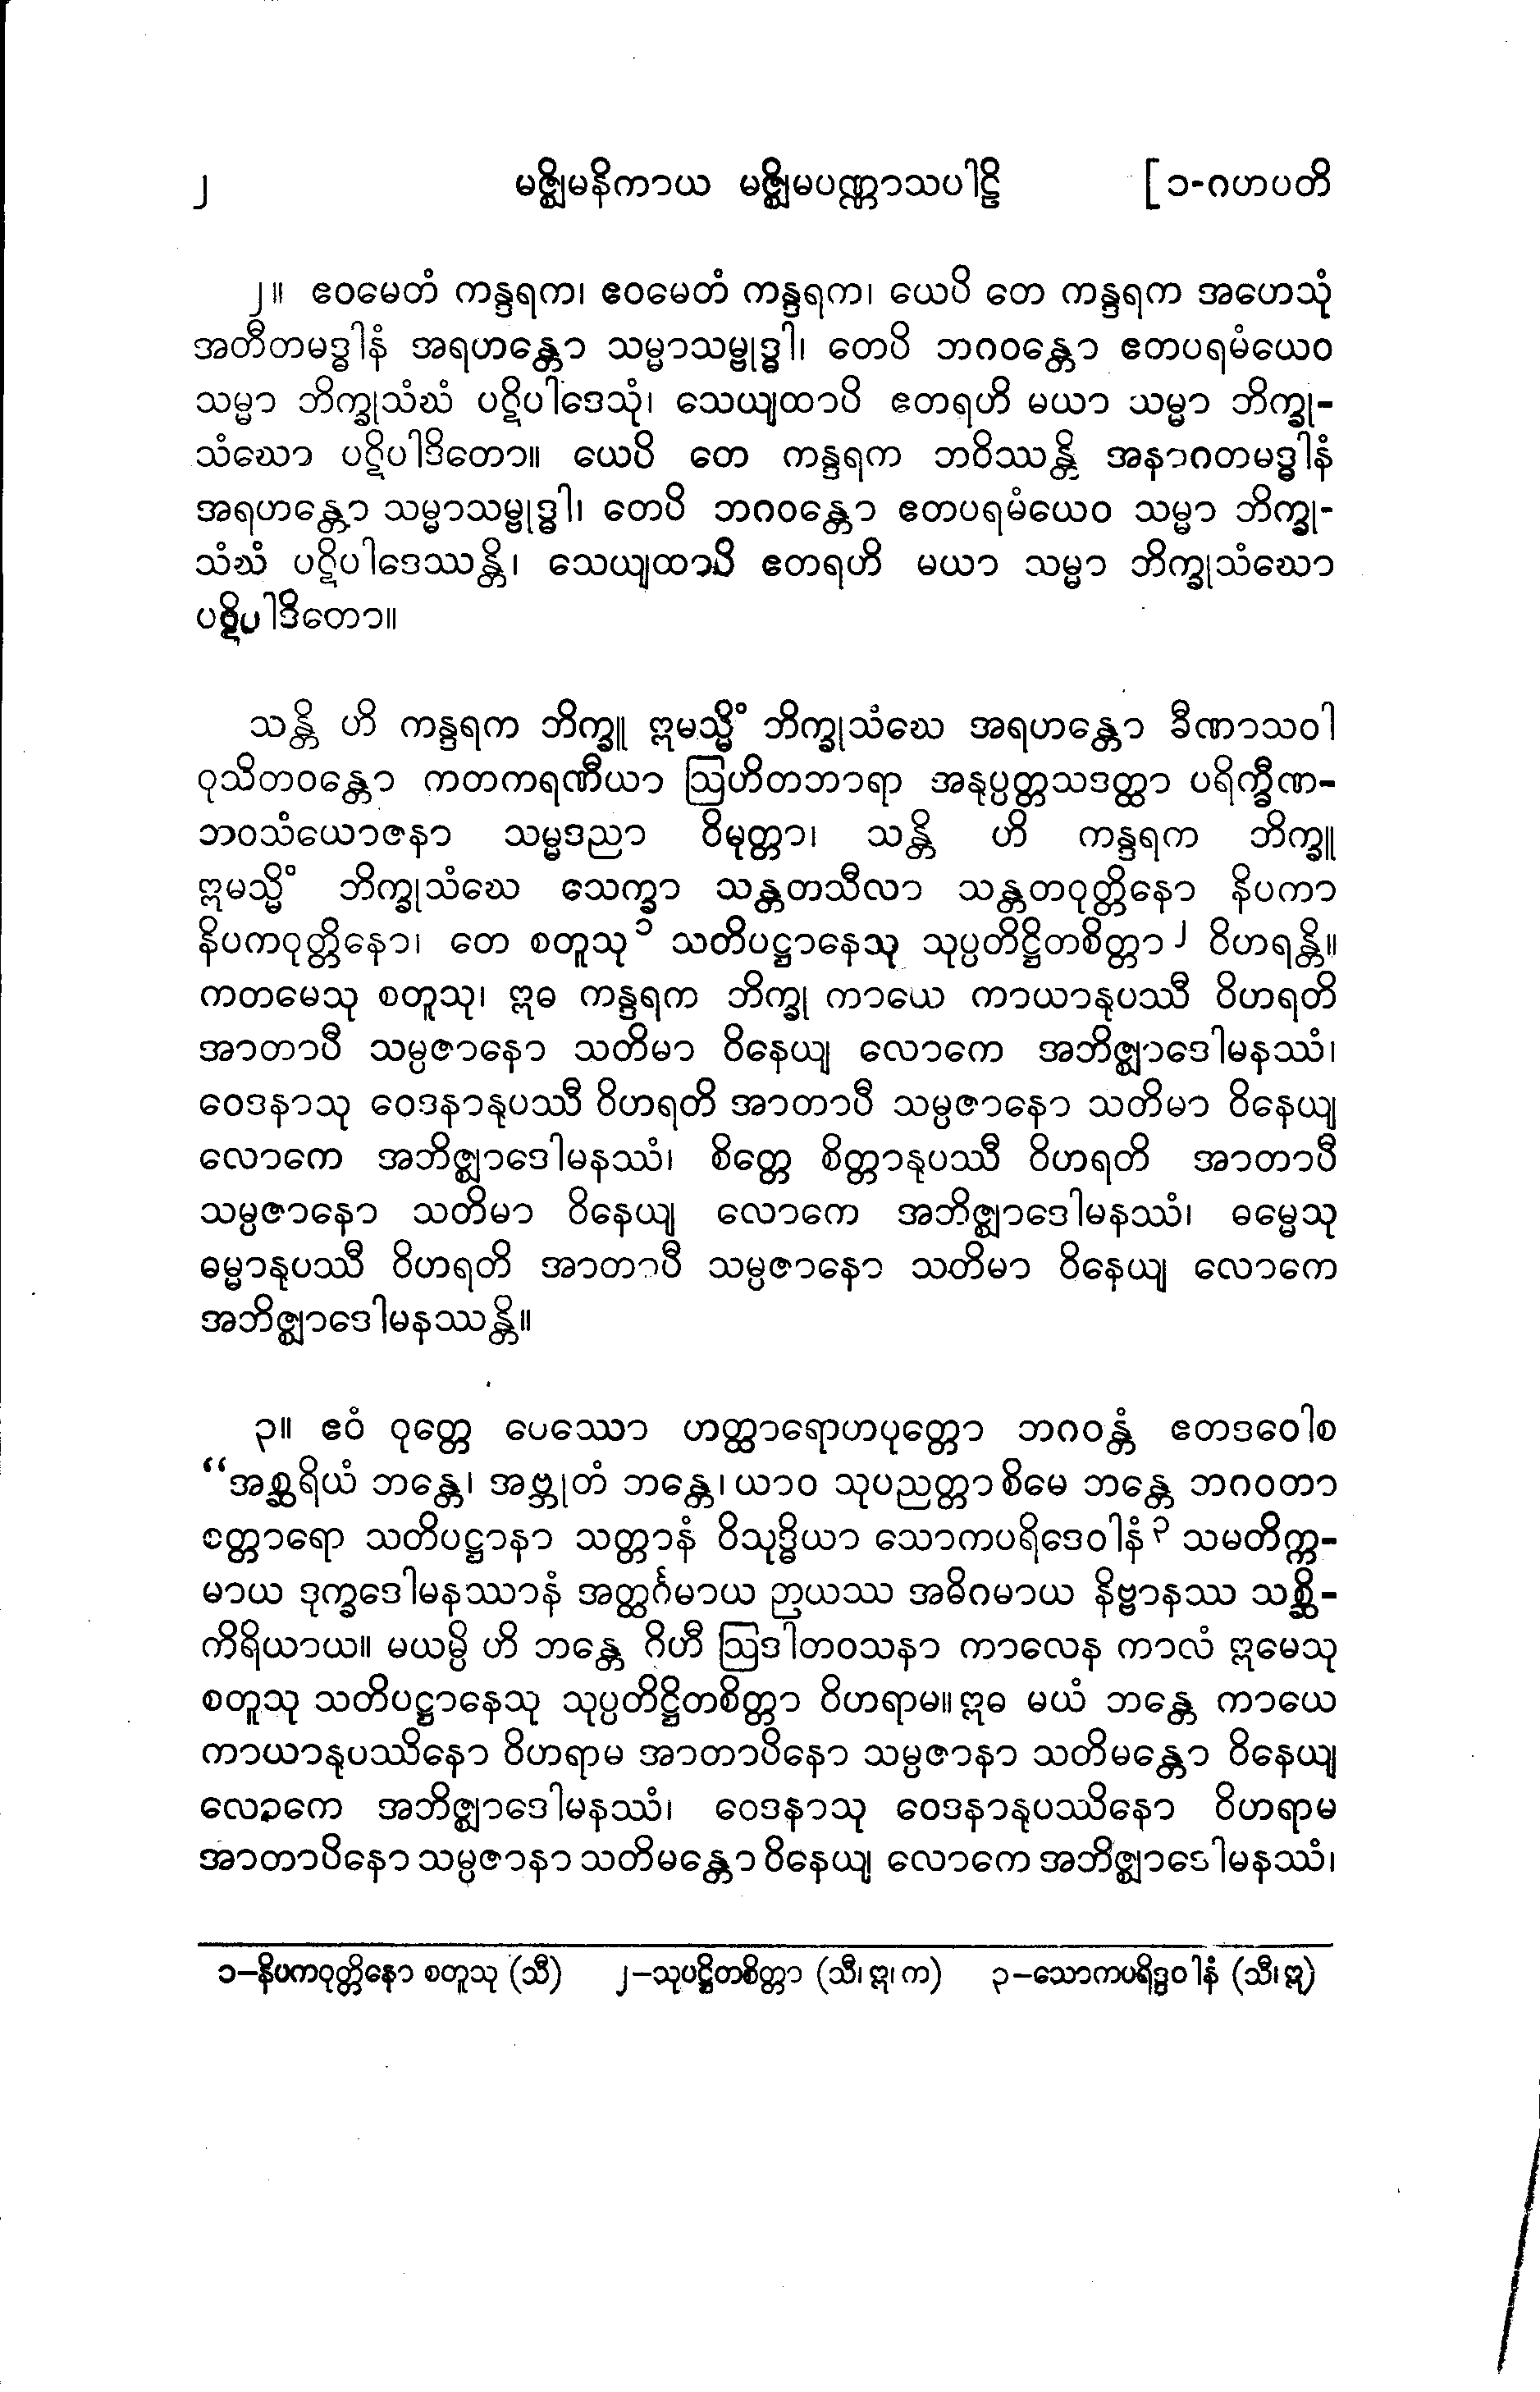 ၂ မဇ္ဈိမနိကာယ မဇ္ဈိမပဏ္ဏာသပါဠိ [ ၁-ဂဟပတိ
၂။ ဧဝမေတံ ကန္ဒရက၊ ဧဝမေတံ ကန္ဒရက၊ ယေပိ တေ ကန္ဒရက အဟေသုံ
အတီတမဒ္ဓါနံ အရဟန္တော သမ္မာသမ္ဗုဒ္ဓါ၊ တေပိ ဘဂဝန္တော ဧတပရမံယေဝ
သမ္မာ ဘိက္ခုသံဃံ ပဋိပါဒေသုံ၊ သေယျထာပိ ဧတရဟိ မယာ သမ္မာ ဘိက္ခု-
သံဃော ပဋိပါဒိတော။ ယေပိ တေ ကန္ဒရက ဘဝိဿန္တိ အနာဂတမဒ္ဓါနံ
အရဟန္တော သမ္မာသမ္ဗုဒ္ဓါ၊ တေပိ ဘဂဝန္တော ဧတပရမံယေဝ သမ္မာ ဘိက္ခု-
သံဃံ ပဋိပါဒေဿန္တိ၊ သေယျထာပိ ဧတရဟိ မယာ သမ္မာ ဘိက္ခုသံဃော
ပဋိပါဒိတော။
သန္တိ ဟိ ကန္ဒရက ဘိက္ခူ ဣမသ္မိံ ဘိက္ခုသံဃေ အရဟန္တော ခီဏာသဝါ
ဝုသိတဝန္တော ကတကရဏီယာ ဩဟိတဘာရာ အနုပ္ပတ္တသဒတ္ထာ ပရိက္ခီဏ-
ဘဝသံယောဇနာ သမ္မဒညာ ဝိမုတ္တာ၊ သန္တိ ဟိ ကန္ဒရက ဘိက္ခူ
ဣမသ္မိံ ဘိက္ခုသံဃေ သေက္ခာ သန္တတသီလာ သန္တတဝုတ္တိနော နိပကာ
နိပကဝုတ္တိနော၊ တေ စတူသု ၁ သတိပဋ္ဌာနေသု သုပ္ပတိဋ္ဌိတစိတ္တာ ၂ ဝိဟရန္တိ။
ကတမေသု စတူသု၊ ဣဓ ကန္ဒရက ဘိက္ခု ကာယေ ကာယာနုပဿီ ဝိဟရတိ
အာတာပီ သမ္ပဇာနော သတိမာ ဝိနေယျ လောကေ အဘိဇ္ဈာဒေါမနဿံ၊
ဝေဒနာသု ဝေဒနာနုပဿီ ဝိဟရတိ အာတာပီ သမ္ပဇာနော သတိမာ ဝိနေယျ
လောကေ အဘိဇ္ဈာဒေါမနဿံ၊ စိတ္တေ စိတ္တာနုပဿီ ဝိဟရတိ အာတာပီ
သမ္ပဇာနော သတိမာ ဝိနေယျ လောကေ အဘိဇ္ဈာဒေါမနဿံ၊ ဓမ္မေသု
ဓမ္မာနုပဿီ ဝိဟရတိ အာတာပီ သမ္ပဇာနော သတိမာ ဝိနေယျ လောကေ
အဘိဇ္ဈာဒေါမနဿန္တိ။
၃။ ဧဝံ ဝုတ္တေ ပေဿော ဟတ္ထာရောဟပုတ္တော ဘဂဝန္တံ ဧတဒဝေါစ
“အစ္ဆရိယံ ဘန္တေ၊ အဗ္ဘုတံ ဘန္တေ၊ ယာဝ သုပညတ္တာ စိမေ ဘန္တေ ဘဂဝတာ
စတ္တာရော သတိပဋ္ဌာနာ သတ္တာနံ ဝိသုဒ္ဓိယာ သောကပရိဒေဝါနံ ၃ သမတိက္က-
မာယ ဒုက္ခဒေါမနဿာနံ အတ္ထင်္ဂမာယ ဉာယဿ အဓိဂမာယ နိဗ္ဗာနဿ သစ္ဆိ-
ကိရိယာယ။ မယမ္ပိ ဟိ ဘန္တေ ဂိဟီ ဩဒါတဝသနာ ကာလေန ကာလံ ဣမေသု
စတူသု သတိပဋ္ဌာနေသု သုပ္ပတိဋ္ဌိတစိတ္တာ ဝိဟရာမ။ ဣဓ မယံ ဘန္တေ ကာယေ
ကာယာနုပဿိနော ဝိဟရာမ အာတာပိနော သမ္ပဇာနာ သတိမန္တော ဝိနေယျ
လောကေ အဘိဇ္ဈာဒေါမနဿံ၊ ဝေဒနာသု ဝေဒနာနုပဿိနော ဝိဟရာမ
အာတာပိနော သမ္ပဇာနာ သတိမန္တော ဝိနေယျ လောကေ အဘိဇ္ဈာဒေါမနဿံ၊
၁–နိပကဝုတ္တိနော စတူသု (သီ) ၂–သုပဋ္ဌိတစိတ္တာ (သီ၊ ဣ၊ က) ၃–သောကပရိဒ္ဒဝါနံ (သီ၊ ဣ)